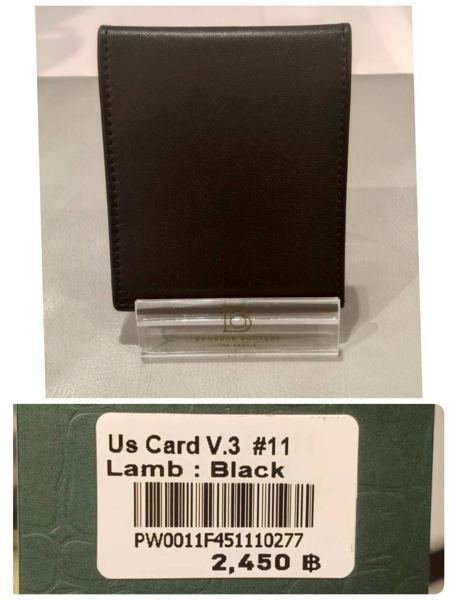 BANGKOK BOOTERY
Us Card V.3 #11
Lamb : Black
PW0011F451110277
2,450 ฿